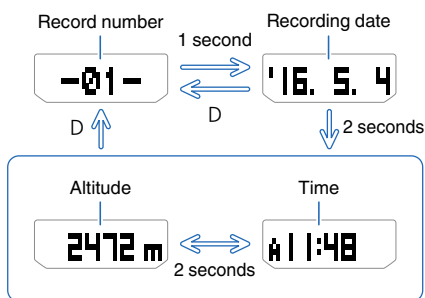 Record number
Recording date
1 second
-01-
'16. 5. 4
D
D
2 seconds
Altitude
Time
2472 m
A11:48
2 seconds